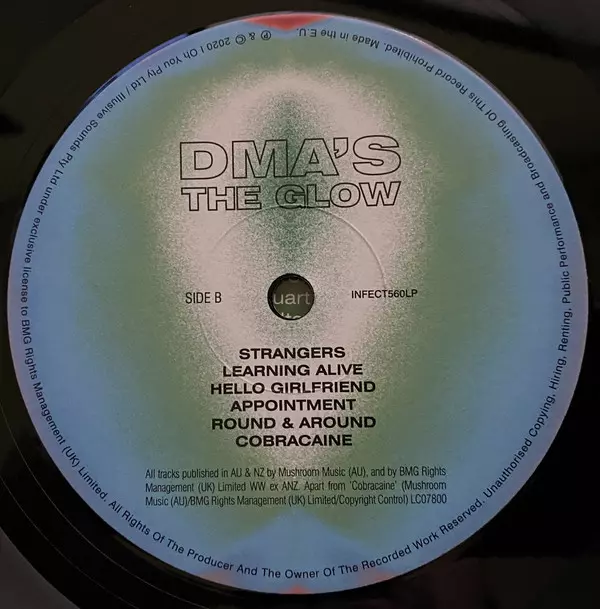 DMA'S
THE GLOW
SIDE B
INFECT560LP
uart
STRANGERS
LEARNING ALIVE
HELLO GIRLFRIEND
APPOINTMENT
ROUND & AROUND
COBRACAINE
All tracks published in AU & NZ by Mushroom Music (AU), and by BMG Rights
Management (UK) Limited WW ex ANZ. Apart from 'Cobracaine' (Mushroom
Music (AU)/BMG Rights Management (UK) Limited/Copyright Control) LC07800
℗ & © 2020 I Oh You Pty Ltd / Illusive Sounds Pty Ltd under exclusive license to BMG Rights Management (UK) Limited. All Rights Of The Producer And The Owner Of The Recorded Work Reserved. Unauthorised Copying, Hiring, Renting, Public Performance and Broadcasting Of This Record Prohibited. Made in the E.U.